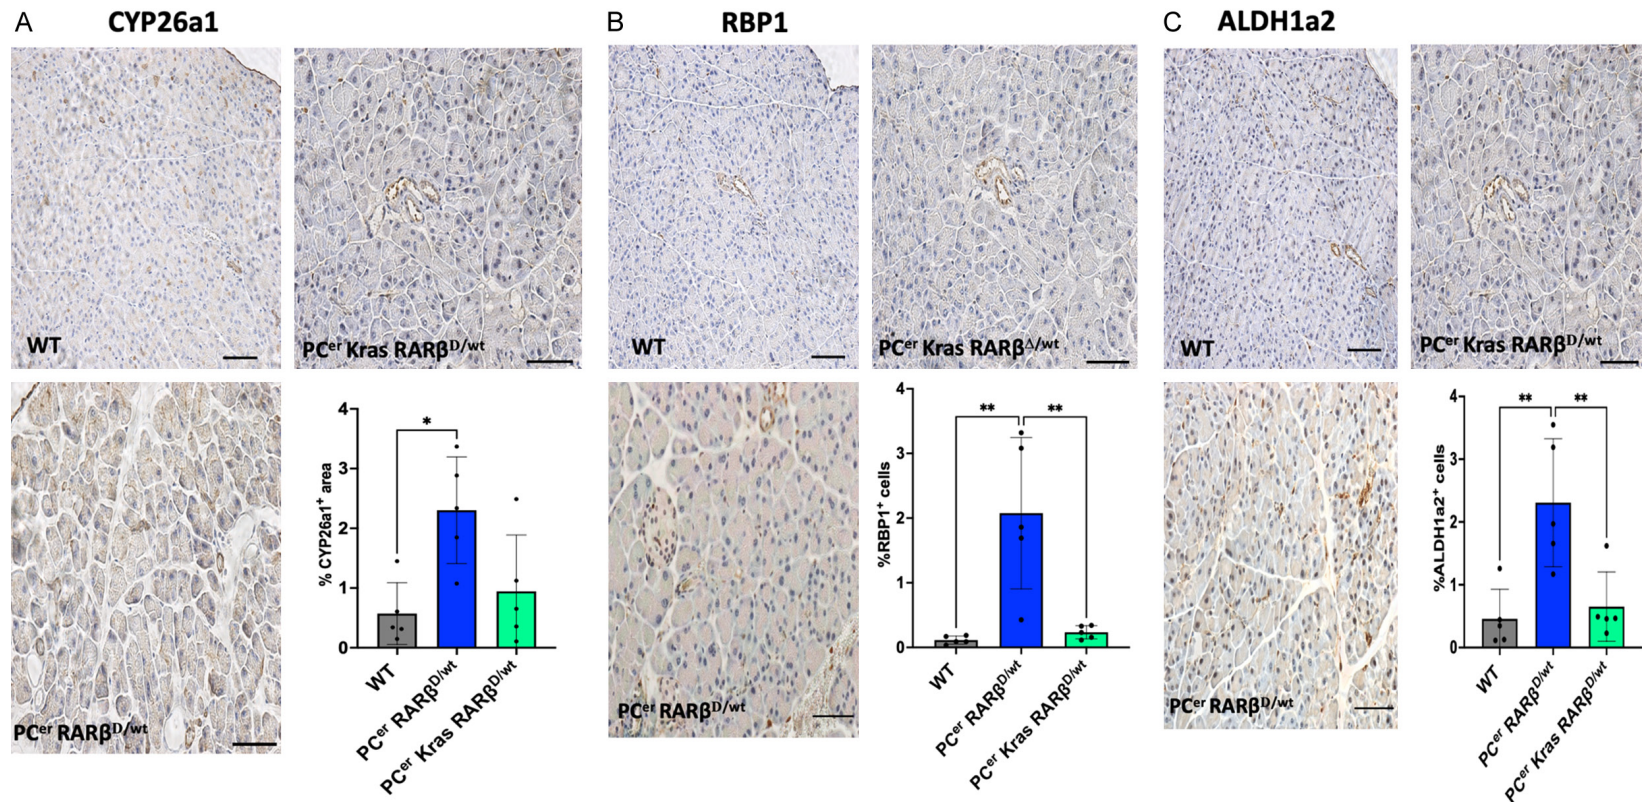 A CYP26a1
WT
PCer Kras RARβD/wt
PCer RARβD/wt
% CYP26a1+ area
4
3
2
1
0
*
WT
PCer RARβD/wt
PCer Kras RARβD/wt
B RBP1
WT
PCer Kras RARβΔ/wt
PCer RARβD/wt
%RBP1+ cells
4
3
2
1
0
** **
WT
PCer RARβD/wt
PCer Kras RARβD/wt
C ALDH1a2
WT
PCer Kras RARβD/wt
PCer RARβD/wt
%ALDH1a2+ cells
4
3
2
1
0
** **
WT
PCer RARβD/wt
PCer Kras RARβD/wt